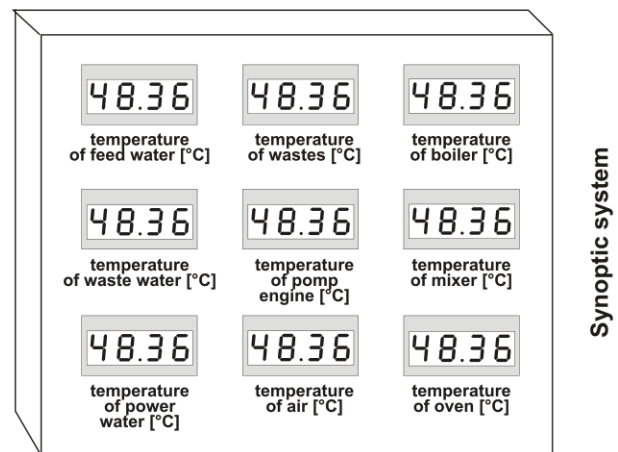 48.36
48.36
48.36
temperature
of feed water [°C]
temperature
of wastes [°C]
temperature
of boiler [°C]
48.36
48.36
48.36
temperature
of waste water [°C]
temperature
of pomp
engine [°C]
temperature
of mixer [°C]
48.36
48.36
48.36
temperature
of power
water [°C]
temperature
of air [°C]
temperature
of oven [°C]
Synoptic system